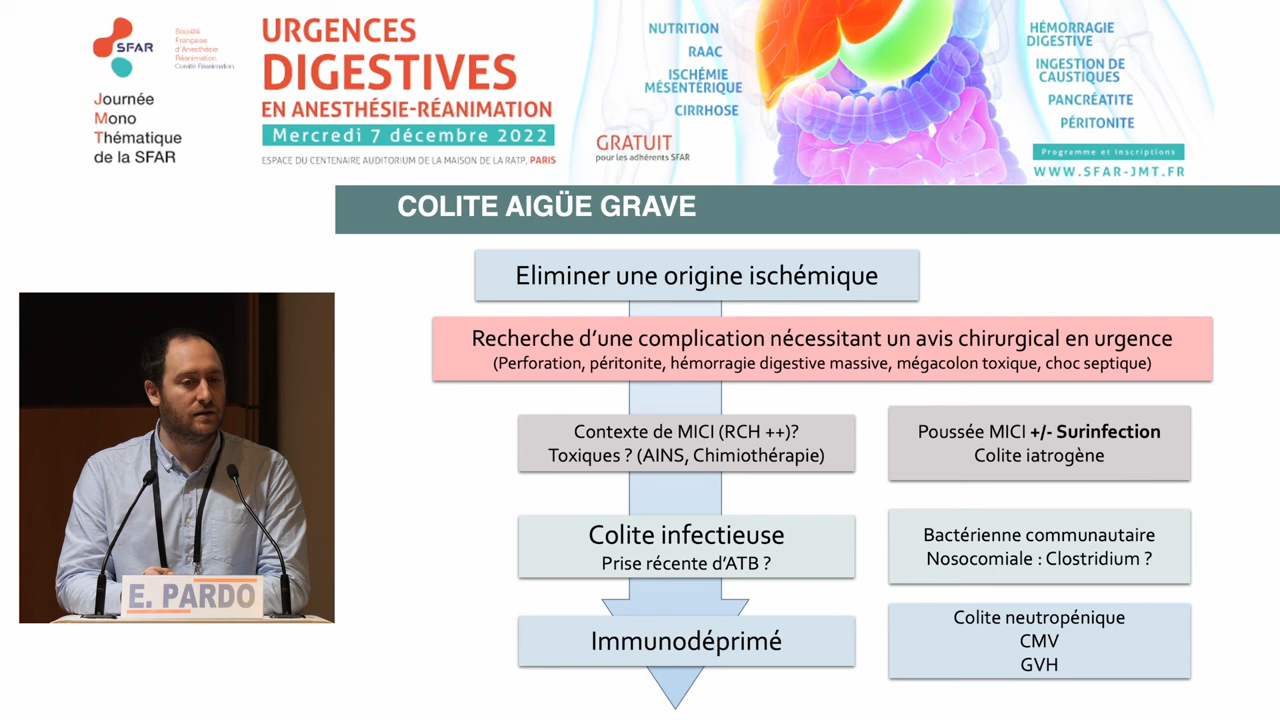 SFAR
Société
Française
d'Anesthésie
Réanimation
Comité Réanimation
Journée
Mono
Thématique
de la SFAR
URGENCES
DIGESTIVES
EN ANESTHÉSIE-RÉANIMATION
Mercredi 7 décembre 2022
ESPACE DU CENTENAIRE AUDITORIUM DE LA MAISON DE LA RATP, PARIS
NUTRITION
RAAC
ISCHÉMIE
MÉSENTÉRIQUE
CIRRHOSE
GRATUIT
pour les adhérents SFAR
HÉMORRAGIE
DIGESTIVE
INGESTION DE
CAUSTIQUES
PANCRÉATITE
PÉRITONITE
Programme et inscriptions
WWW.SFAR-JMT.FR
COLITE AIGÜE GRAVE
Eliminer une origine ischémique
Recherche d'une complication nécessitant un avis chirurgical en urgence
(Perforation, péritonite, hémorragie digestive massive, mégacolon toxique, choc septique)
Contexte de MICI (RCH ++)?
Toxiques ? (AINS, Chimiothérapie)
Poussée MICI +/- Surinfection
Colite iatrogène
Colite infectieuse
Prise récente d'ATB ?
Bactérienne communautaire
Nosocomiale : Clostridium ?
Immunodéprimé
Colite neutropénique
CMV
GVH
E. PARDO